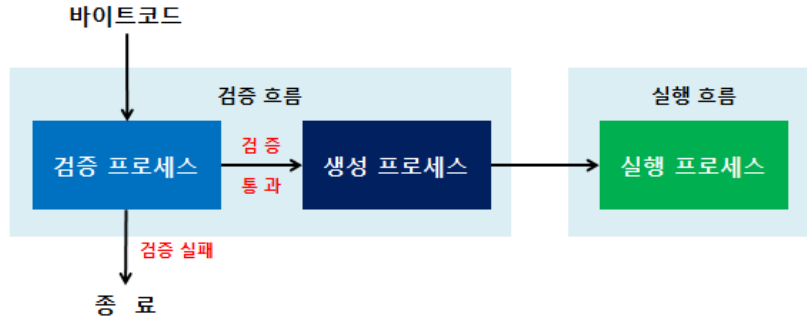 바이트코드
검증 흐름
실행 흐름
검증 프로세스
검 증
통 과
생성 프로세스
실행 프로세스
검증 실패
종 료